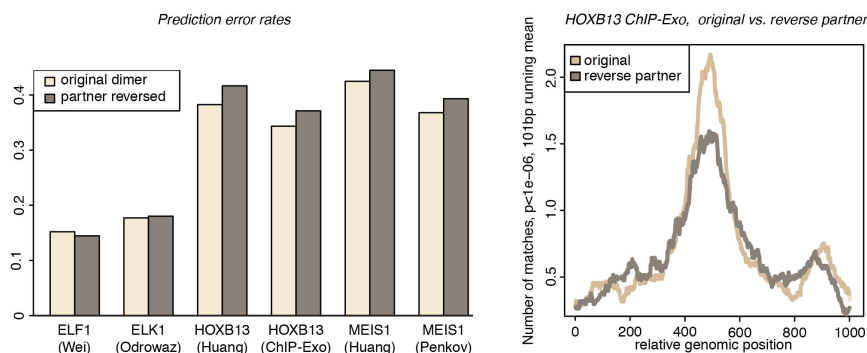 Prediction error rates
original dimer
partner reversed
0.4
0.3
0.2
0.1
0
ELF1 ELK1 HOXB13 HOXB13 MEIS1 MEIS1
(Wei) (Odrowaz) (Huang) (ChIP-Exo) (Huang) (Penkov)
HOXB13 ChIP-Exo, original vs. reverse partner
Number of matches, p<1e-06, 101bp running mean
original
reverse partner
2.0
1.5
1.0
0.5
0 200 400 600 800 1000
relative genomic position